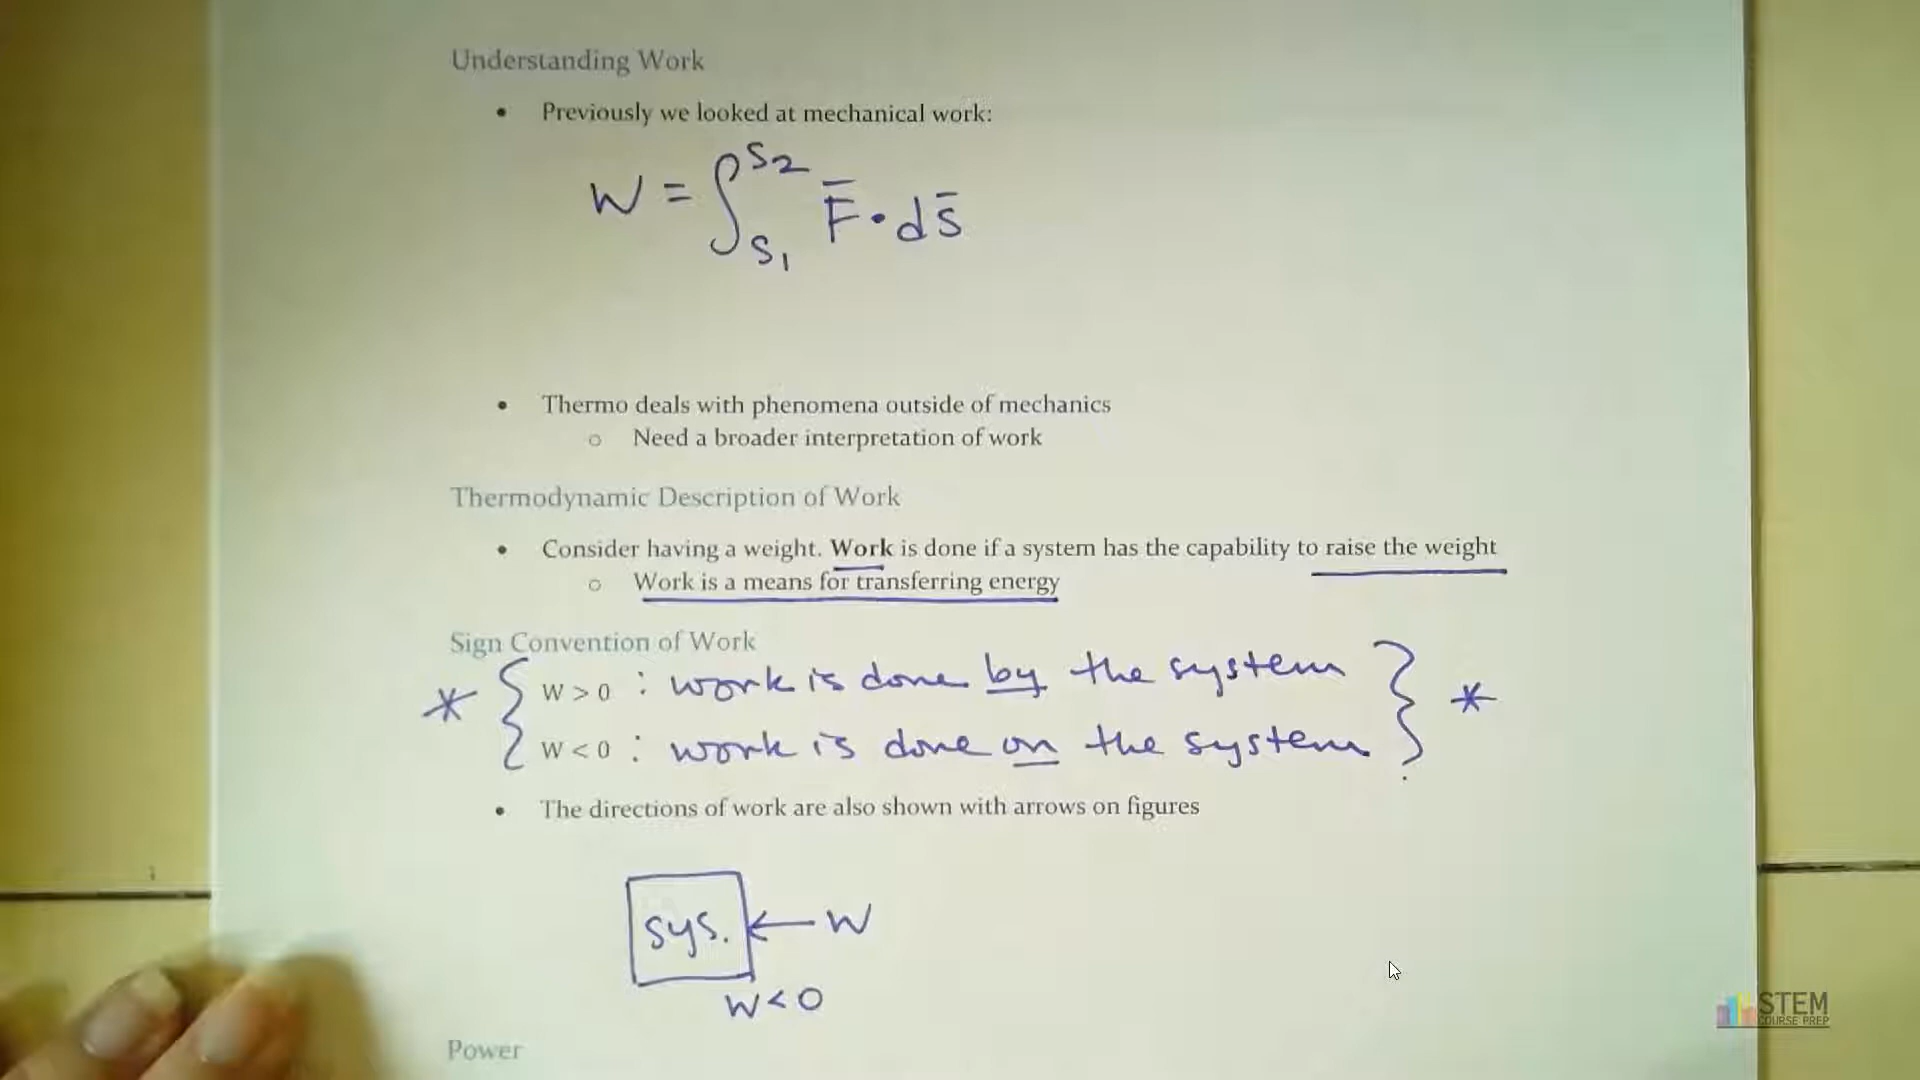 Understanding Work
• Previously we looked at mechanical work:
W = ∫ S₁ S₂ F̄ • ds̄
• Thermo deals with phenomena outside of mechanics
o Need a broader interpretation of work
Thermodynamic Description of Work
• Consider having a weight. Work is done if a system has the capability to raise the weight
o Work is a means for transferring energy
Sign Convention of Work
* { W > 0 : work is done by the system } *
W < 0 : work is done on the system.
• The directions of work are also shown with arrows on figures
sys. ← W
W < 0
Power
STEM
COURSE PREP